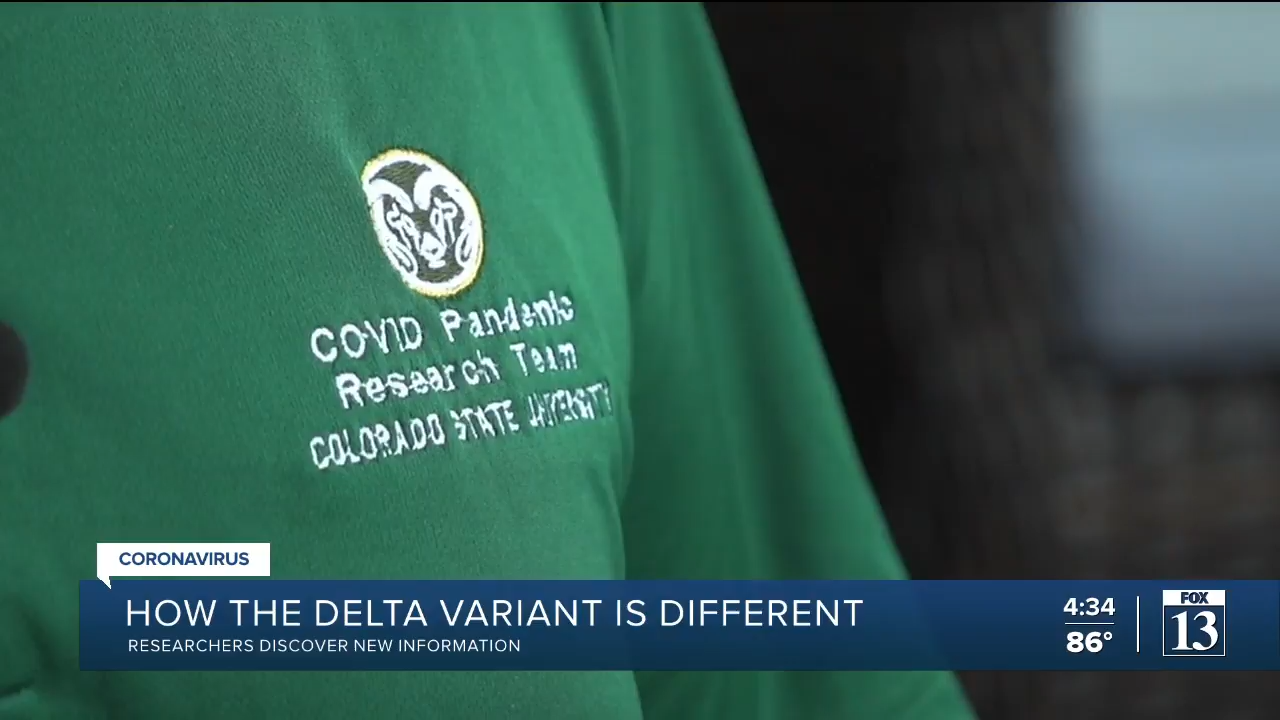 COVID Pandemic
Research Team
COLORADO STATE UNIVERSITY
CORONAVIRUS
HOW THE DELTA VARIANT IS DIFFERENT
RESEARCHERS DISCOVER NEW INFORMATION
4:34
86°
FOX
13